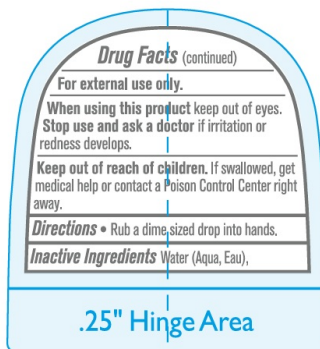 Drug Facts (continued)
For external use only.
When using this product keep out of eyes.
Stop use and ask a doctor if irritation or
redness develops.
Keep out of reach of children. If swallowed, get
medical help or contact a Poison Control Center right
away.
Directions • Rub a dime sized drop into hands.
Inactive Ingredients Water (Aqua, Eau),
.25" Hinge Area